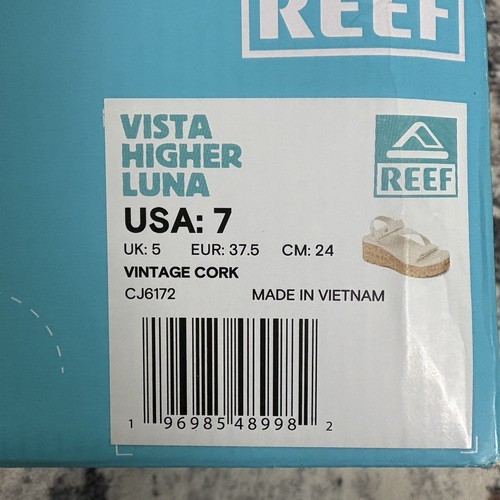 REEF
VISTA
HIGHER
LUNA
REEF
USA: 7
UK: 5 EUR: 37.5 CM: 24
VINTAGE CORK
CJ6172 MADE IN VIETNAM
1 96985 48998 2